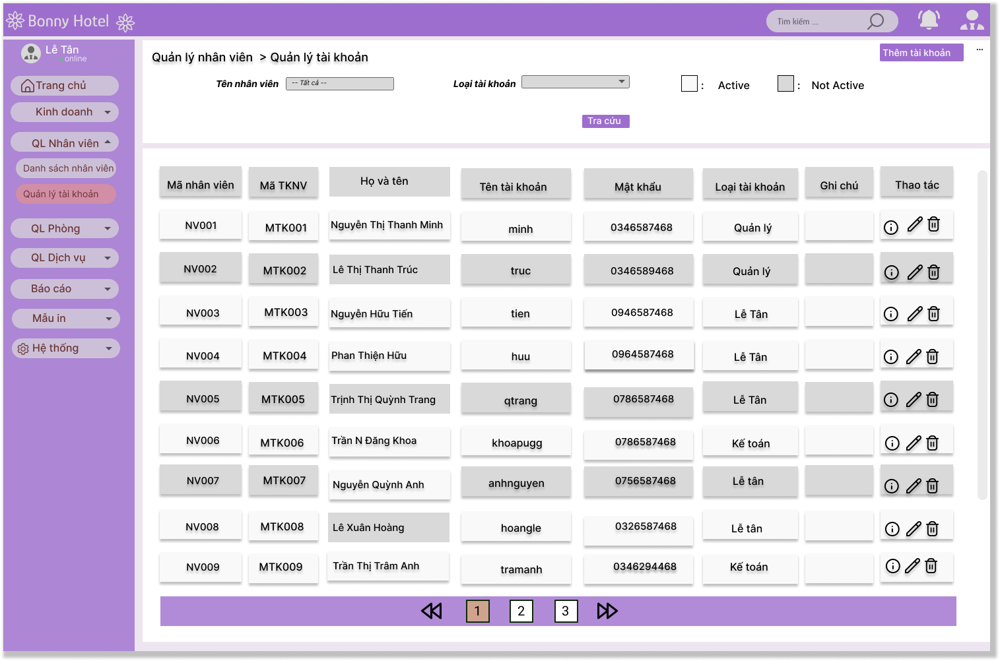 Bonny Hotel
Tìm kiếm ....
Lễ Tân
online
Trang chủ
Kinh doanh
QL Nhân viên
Danh sách nhân viên
Quản lý tài khoản
QL Phòng
QL Dịch vụ
Báo cáo
Mẫu in
Hệ thống
Quản lý nhân viên > Quản lý tài khoản
Thêm tài khoản ...
Tên nhân viên -- Tất cả -- Loại tài khoản : Active : Not Active
Tra cứu
Mã nhân viên Mã TKNV Họ và tên Tên tài khoản Mật khẩu Loại tài khoản Ghi chú Thao tác
NV001 MTK001 Nguyễn Thị Thanh Minh minh 0346587468 Quản lý
NV002 MTK002 Lê Thị Thanh Trúc truc 0346589468 Quản lý
NV003 MTK003 Nguyễn Hữu Tiến tien 0946587468 Lễ Tân
NV004 MTK004 Phan Thiện Hữu huu 0964587468 Lễ Tân
NV005 MTK005 Trịnh Thị Quỳnh Trang qtrang 0786587468 Lễ Tân
NV006 MTK006 Trần N Đăng Khoa khoapugg 0786587468 Kế toán
NV007 MTK007 Nguyễn Quỳnh Anh anhnguyen 0756587468 Lễ tân
NV008 MTK008 Lê Xuân Hoàng hoangle 0326587468 Lễ tân
NV009 MTK009 Trần Thị Trâm Anh tramanh 0346294468 Kế toán
1 2 3